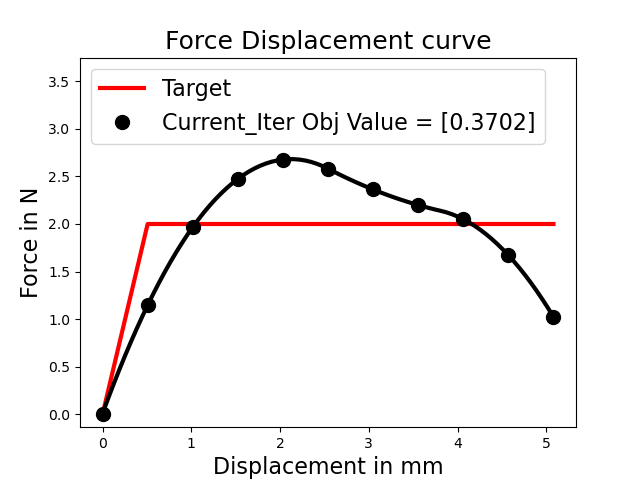 Force Displacement curve
Target
Current_Iter Obj Value = [0.3702]
3.5
3.0
2.5
2.0
1.5
1.0
0.5
0.0
Force in N
0 1 2 3 4 5
Displacement in mm